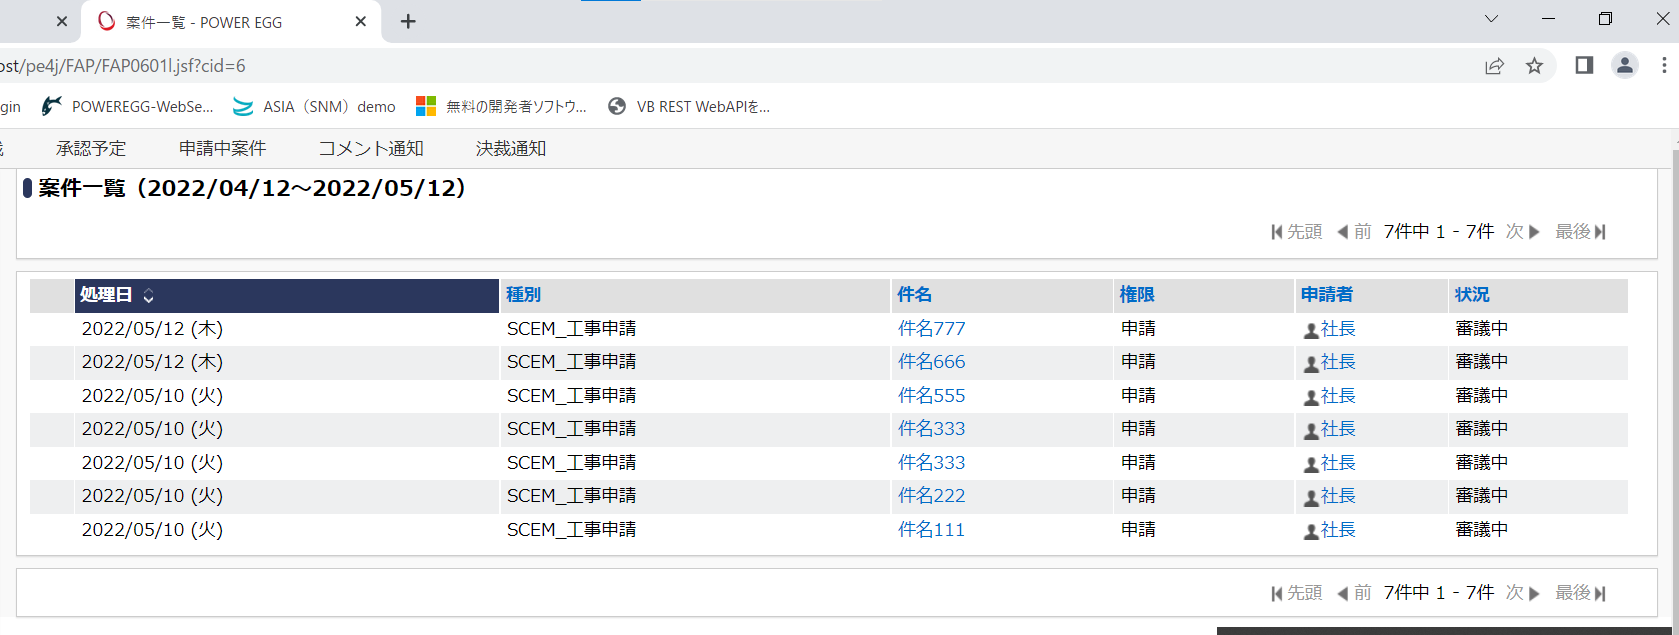 案件一覧 - POWER EGG
ost/pe4j/FAP/FAP0601l.jsf?cid=6
gin POWEREGG-WebSe... ASIA（SNM）demo 無料の開発者ソフトウ... VB REST WebAPIを...
承認予定 申請中案件 コメント通知 決裁通知
案件一覧（2022/04/12～2022/05/12）
先頭 前 7件中 1 - 7件 次 最後
処理日 種別 件名 権限 申請者 状況
2022/05/12 (木) SCEM_工事申請 件名777 申請 社長 審議中
2022/05/12 (木) SCEM_工事申請 件名666 申請 社長 審議中
2022/05/10 (火) SCEM_工事申請 件名555 申請 社長 審議中
2022/05/10 (火) SCEM_工事申請 件名333 申請 社長 審議中
2022/05/10 (火) SCEM_工事申請 件名333 申請 社長 審議中
2022/05/10 (火) SCEM_工事申請 件名222 申請 社長 審議中
2022/05/10 (火) SCEM_工事申請 件名111 申請 社長 審議中
先頭 前 7件中 1 - 7件 次 最後